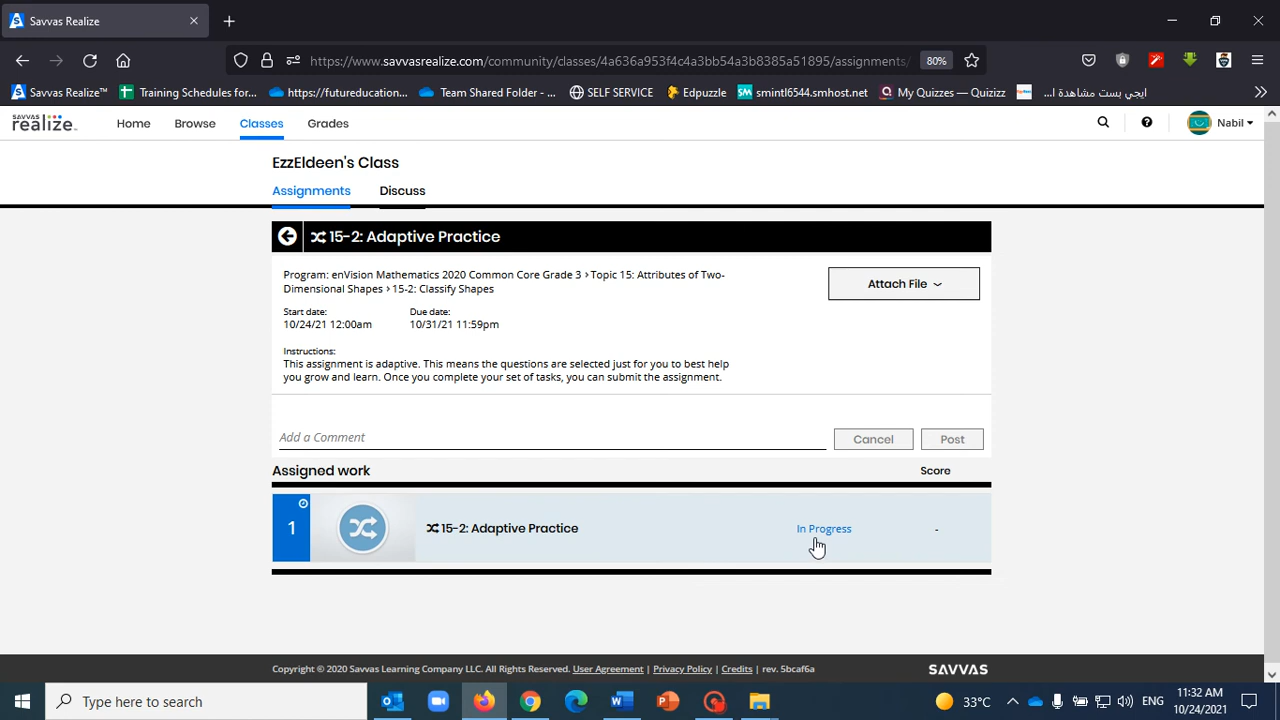 Savvas Realize
https://www.savvasrealize.com/community/classes/4a636a953f4c4a3bb54a3b8385a51895/assignments/
80%
Savvas Realize™
Training Schedules for...
https://futureeducation...
Team Shared Folder - ...
SELF SERVICE
Edpuzzle
smintl6544.snhost.net
My Quizzes — Quizizz
ايجي بست مشاهدة ا...
SAVVAS
realize.
Home
Browse
Classes
Grades
Nabil
EzzEldeen's Class
Assignments
Discuss
15-2: Adaptive Practice
Program: enVision Mathematics 2020 Common Core Grade 3 › Topic 15: Attributes of Two-
Dimensional Shapes › 15-2: Classify Shapes
Attach File
Start date:
Due date:
10/24/21 12:00am
10/31/21 11:59pm
Instructions:
This assignment is adaptive. This means the questions are selected just for you to best help
you grow and learn. Once you complete your set of tasks, you can submit the assignment.
Add a Comment
Cancel
Post
Assigned work
Score
1
15-2: Adaptive Practice
In Progress
-
Copyright © 2020 Savvas Learning Company LLC. All Rights Reserved. User Agreement | Privacy Policy | Credits | rev. 5bcaf6a
SAVVAS
Type here to search
33°C
ENG
11:32 AM
10/24/2021